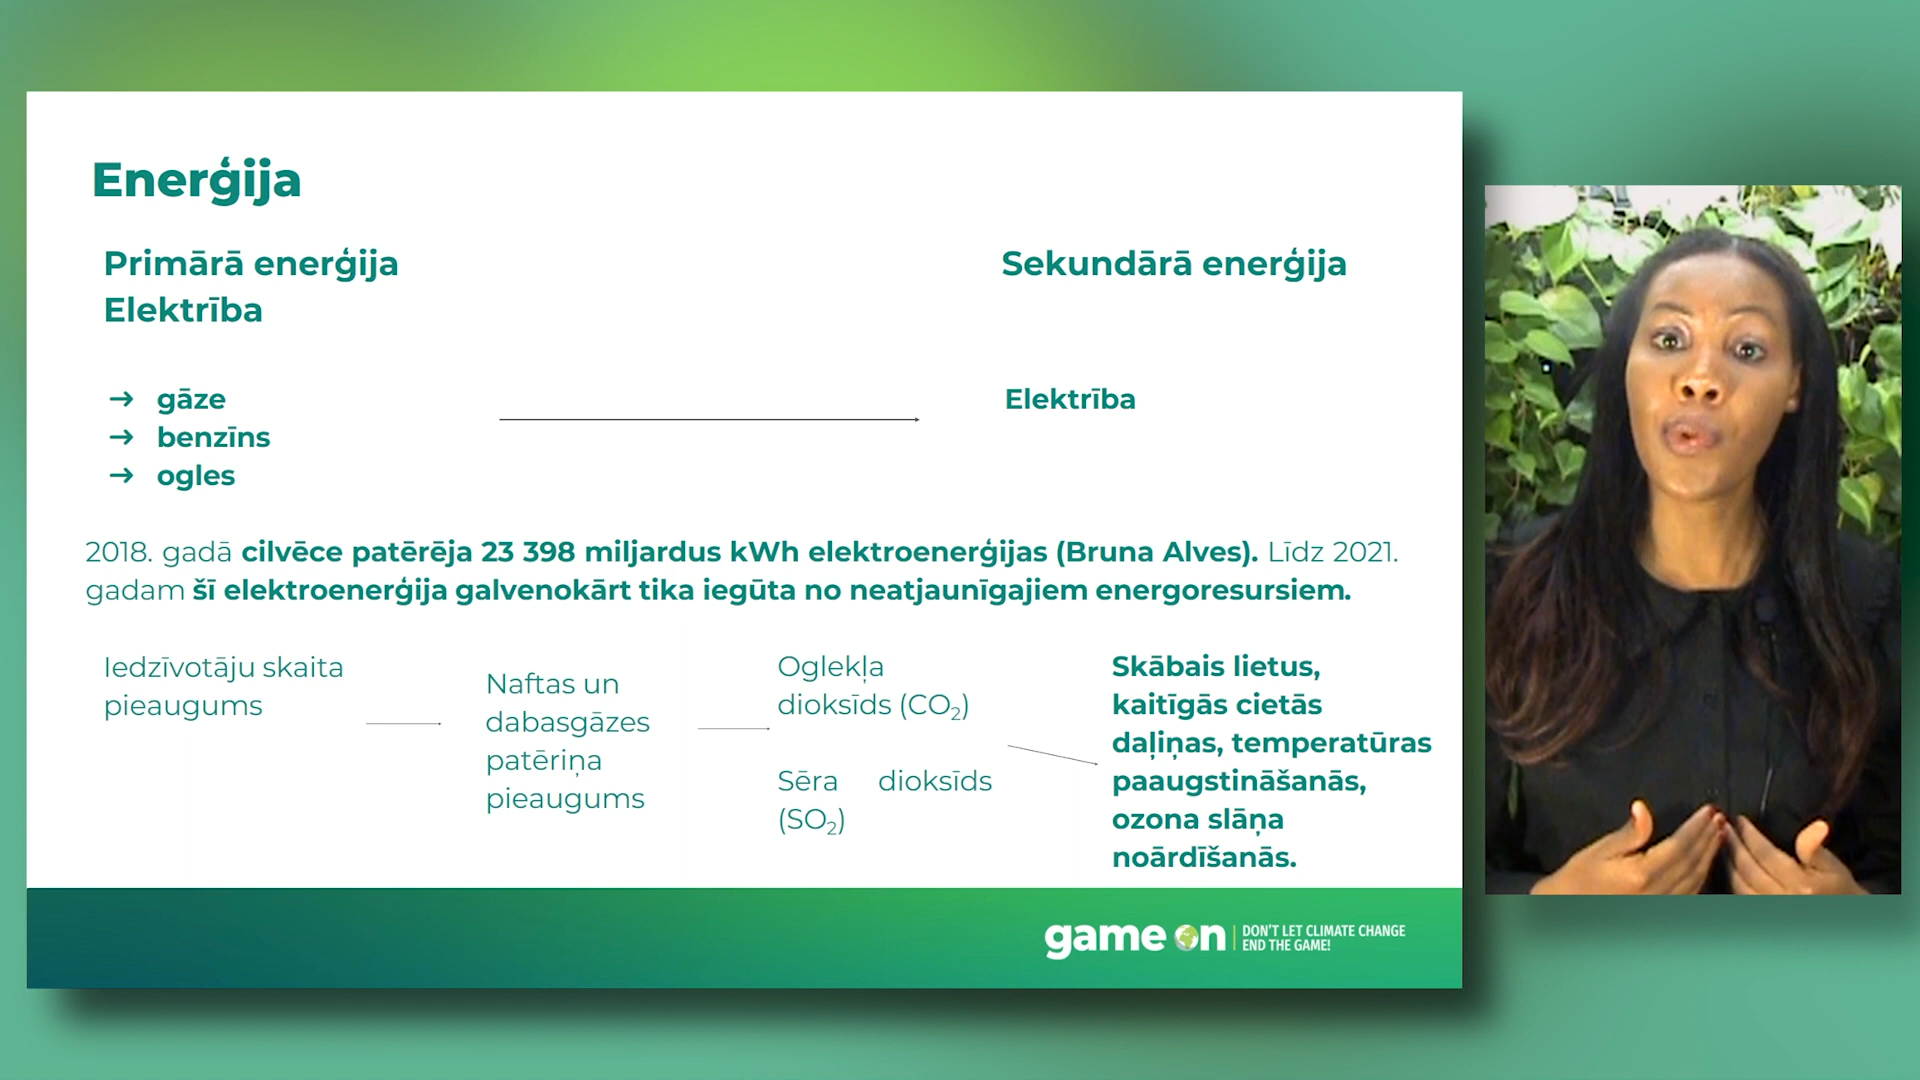 Enerģija
Primārā enerģija
Elektrība
Sekundārā enerģija
→ gāze
→ benzīns
→ ogles
Elektrība
2018. gadā cilvēce patērēja 23 398 miljardus kWh elektroenerģijas (Bruna Alves). Līdz 2021.
gadam šī elektroenerģija galvenokārt tika iegūta no neatjaunīgajiem energoresursiem.
Iedzīvotāju skaita
pieaugums
Naftas un
dabasgāzes
patēriņa
pieaugums
Oglekļa
dioksīds (CO₂)
Sēra dioksīds
(SO₂)
Skābais lietus,
kaitīgās cietās
daļiņas, temperatūras
paaugstināšanās,
ozona slāņa
noārdīšanās.
game on
DON'T LET CLIMATE CHANGE
END THE GAME!